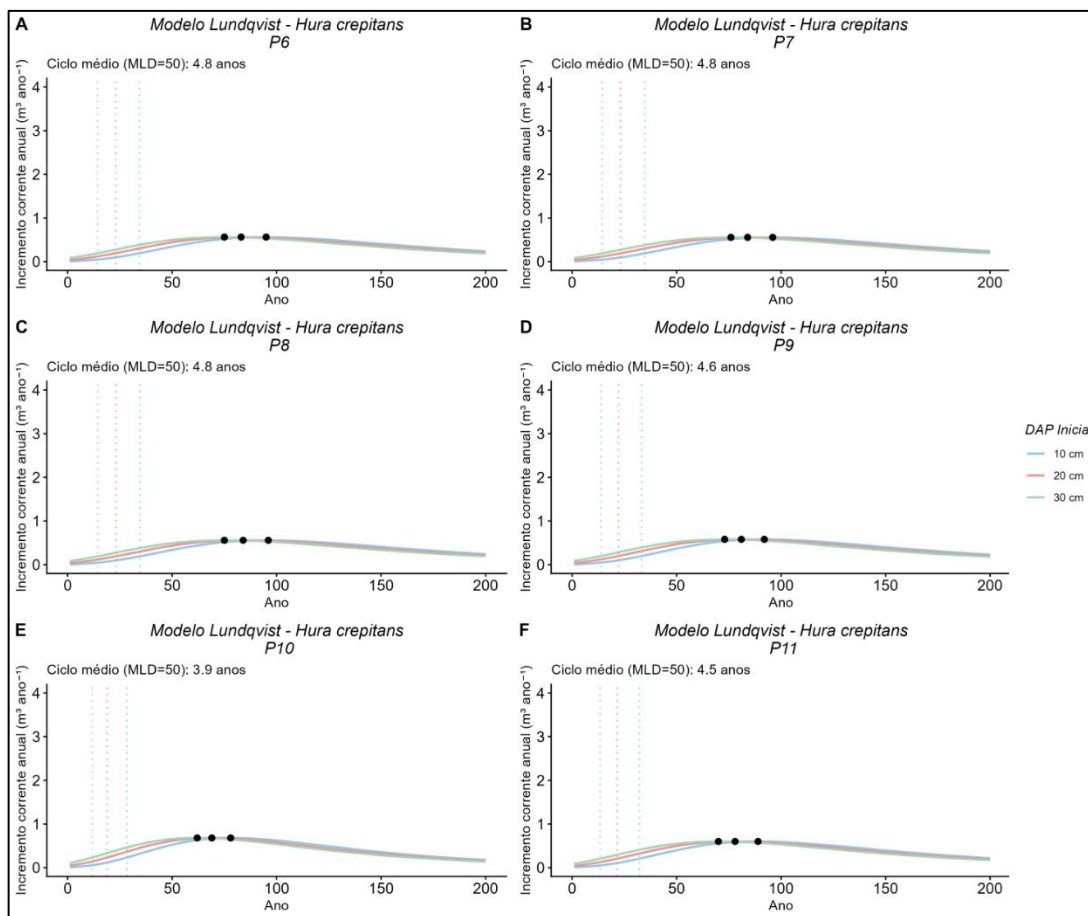 A
Modelo Lundqvist - Hura crepitans
P6
Ciclo médio (MLD=50): 4.8 anos
Incremento corrente anual (m³ ano⁻¹)
4
3
2
1
0
0 50 100 150 200
Ano
B
Modelo Lundqvist - Hura crepitans
P7
Ciclo médio (MLD=50): 4.8 anos
Incremento corrente anual (m³ ano⁻¹)
4
3
2
1
0
0 50 100 150 200
Ano
C
Modelo Lundqvist - Hura crepitans
P8
Ciclo médio (MLD=50): 4.8 anos
Incremento corrente anual (m³ ano⁻¹)
4
3
2
1
0
0 50 100 150 200
Ano
D
Modelo Lundqvist - Hura crepitans
P9
Ciclo médio (MLD=50): 4.6 anos
Incremento corrente anual (m³ ano⁻¹)
4
3
2
1
0
0 50 100 150 200
Ano
DAP Inicia
10 cm
20 cm
30 cm
E
Modelo Lundqvist - Hura crepitans
P10
Ciclo médio (MLD=50): 3.9 anos
Incremento corrente anual (m³ ano⁻¹)
4
3
2
1
0
0 50 100 150 200
Ano
F
Modelo Lundqvist - Hura crepitans
P11
Ciclo médio (MLD=50): 4.5 anos
Incremento corrente anual (m³ ano⁻¹)
4
3
2
1
0
0 50 100 150 200
Ano